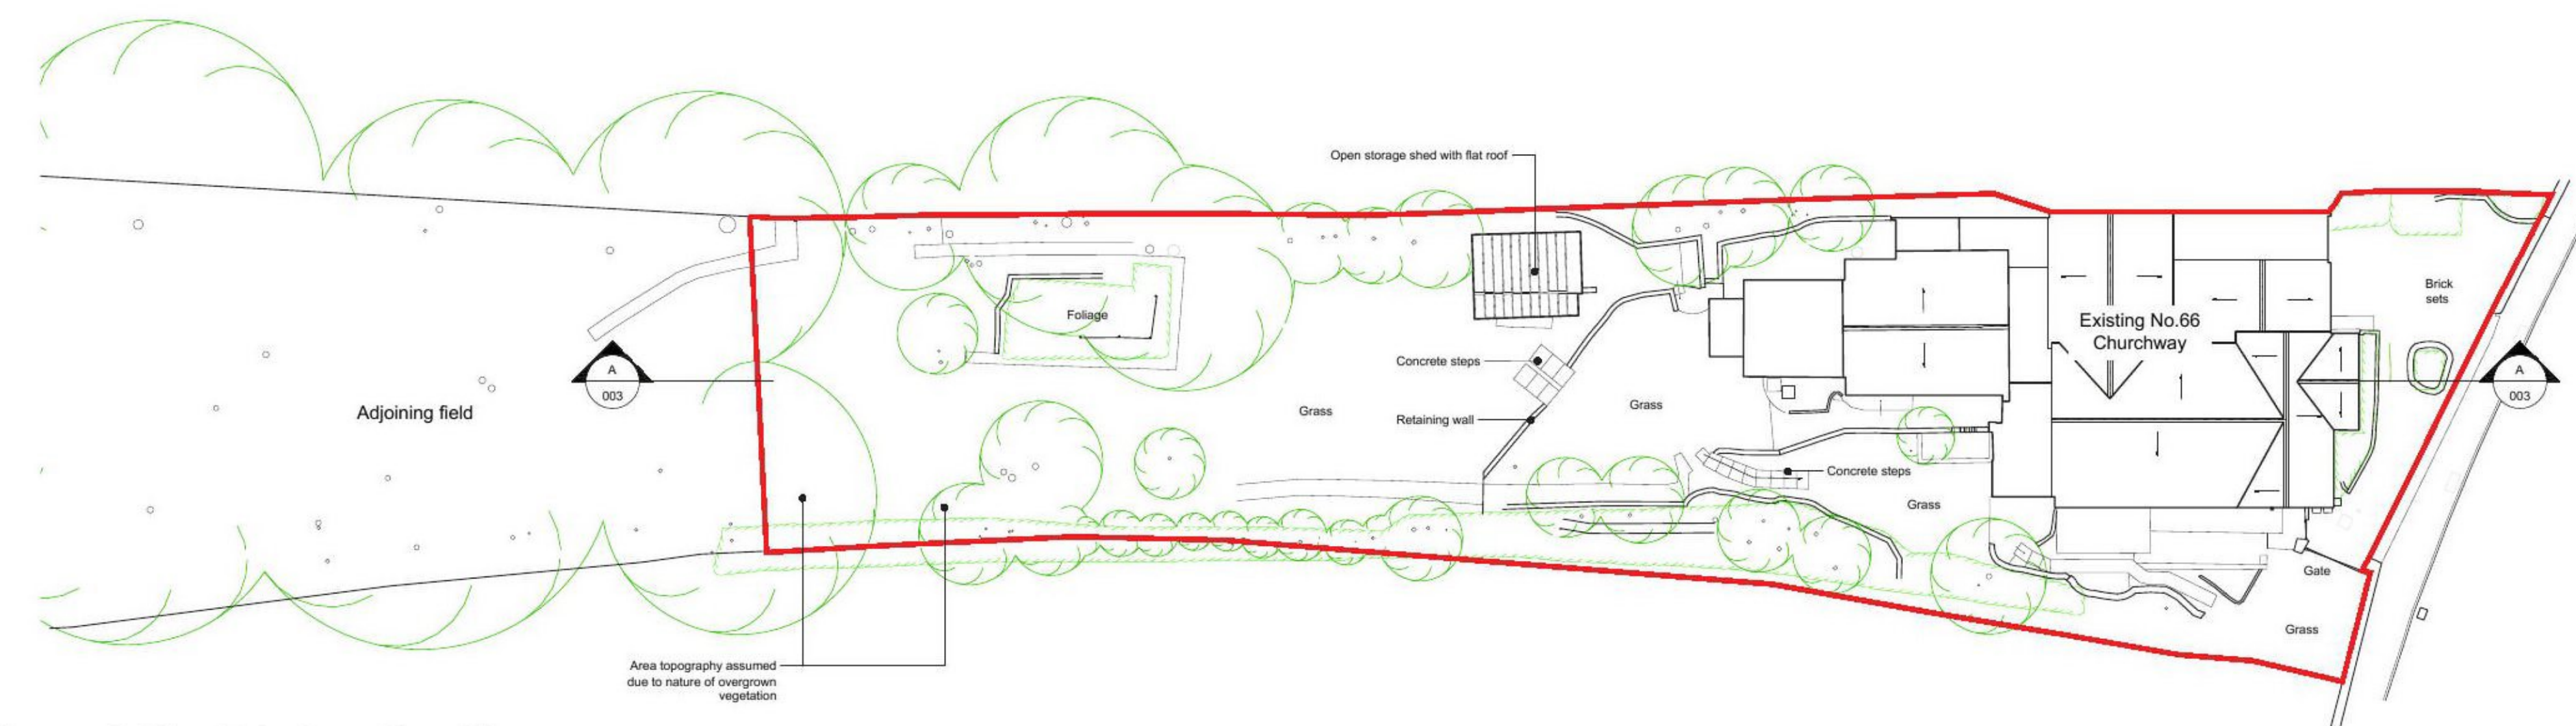 Open storage shed with flat roof
Brick
sets
Foliage
Existing No.66
Churchway
Concrete steps
A
003
A
003
Adjoining field
Grass
Grass
Retaining wall
Concrete steps
Grass
Gate
Grass
Area topography assumed
due to nature of overgrown
vegetation